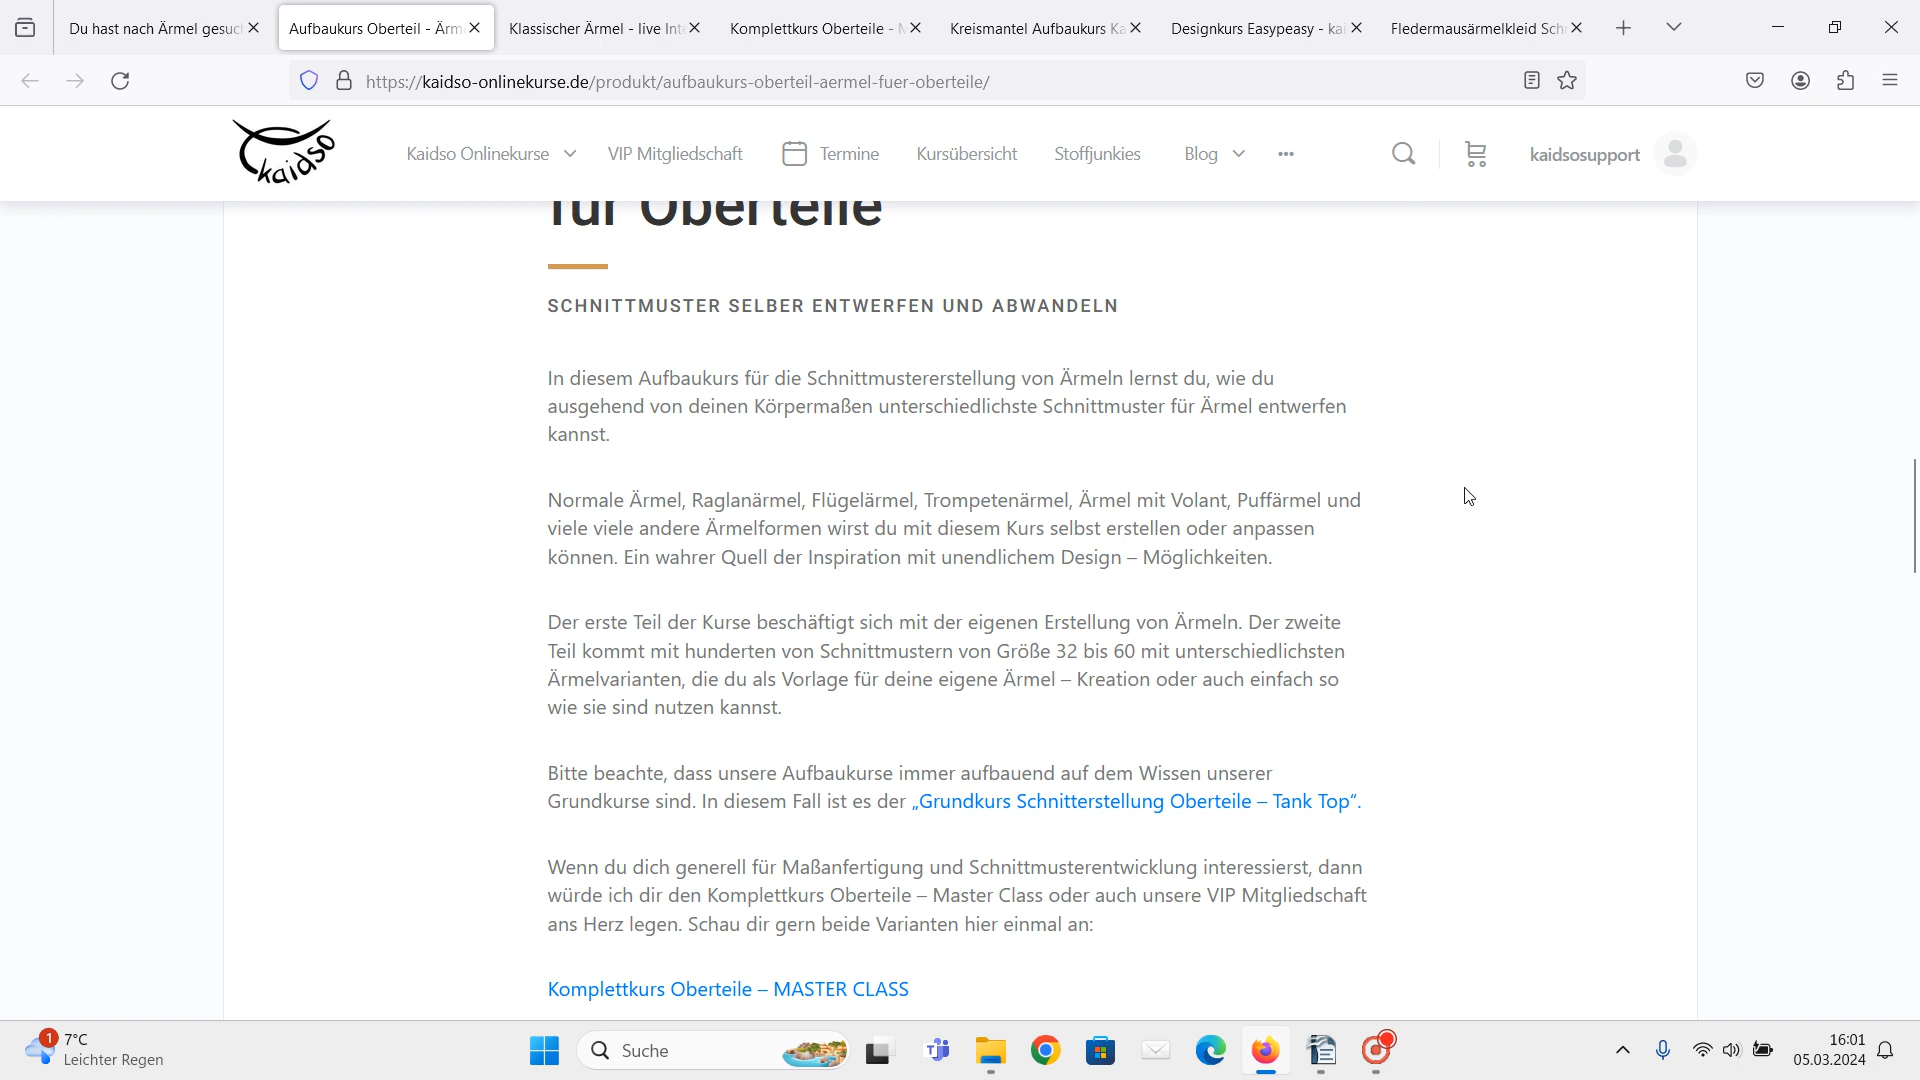 Du hast nach Ärmel gesuc
Aufbaukurs Oberteil - Ärm
Klassischer Ärmel - live Int
Komplettkurs Oberteile - M
Kreismantel Aufbaukurs Ka
Designkurs Easypeasy - kai
Fledermausärmelkleid Sch
https://kaidso-onlinekurse.de/produkt/aufbaukurs-oberteil-aermel-fuer-oberteile/
kaidso
Kaidso Onlinekurse
VIP Mitgliedschaft
Termine
Kursübersicht
Stoffjunkies
Blog
kaidsosupport
für Oberteile
SCHNITTMUSTER SELBER ENTWERFEN UND ABWANDELN
In diesem Aufbaukurs für die Schnittmustererstellung von Ärmeln lernst du, wie du
ausgehend von deinen Körpermaßen unterschiedlichste Schnittmuster für Ärmel entwerfen
kannst.
Normale Ärmel, Raglanärmel, Flügelärmel, Trompetenärmel, Ärmel mit Volant, Puffärmel und
viele viele andere Ärmelformen wirst du mit diesem Kurs selbst erstellen oder anpassen
können. Ein wahrer Quell der Inspiration mit unendlichem Design – Möglichkeiten.
Der erste Teil der Kurse beschäftigt sich mit der eigenen Erstellung von Ärmeln. Der zweite
Teil kommt mit hunderten von Schnittmustern von Größe 32 bis 60 mit unterschiedlichsten
Ärmelvarianten, die du als Vorlage für deine eigene Ärmel – Kreation oder auch einfach so
wie sie sind nutzen kannst.
Bitte beachte, dass unsere Aufbaukurse immer aufbauend auf dem Wissen unserer
Grundkurse sind. In diesem Fall ist es der „Grundkurs Schnitterstellung Oberteile – Tank Top“.
Wenn du dich generell für Maßanfertigung und Schnittmusterentwicklung interessierst, dann
würde ich dir den Komplettkurs Oberteile – Master Class oder auch unsere VIP Mitgliedschaft
ans Herz legen. Schau dir gern beide Varianten hier einmal an:
Komplettkurs Oberteile – MASTER CLASS
1
7°C
Leichter Regen
Suche
16:01
05.03.2024